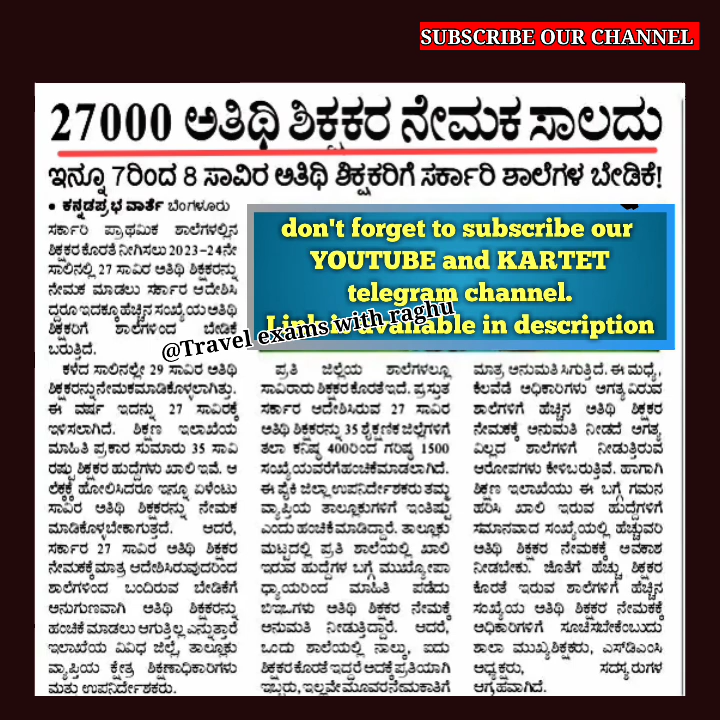 SUBSCRIBE OUR CHANNEL
27000 ಅತಿಥಿ ಶಿಕ್ಷಕರ ನೇಮಕ ಸಾಲದು
ಇನ್ನೂ 7ರಿಂದ 8 ಸಾವಿರ ಅತಿಥಿ ಶಿಕ್ಷಕರಿಗೆ ಸರ್ಕಾರಿ ಶಾಲೆಗಳ ಬೇಡಿಕೆ!
• ಕನ್ನಡಪ್ರಭ ವಾರ್ತೆ ಬೆಂಗಳೂರು
ಸರ್ಕಾರಿ ಪ್ರಾಥಮಿಕ ಶಾಲೆಗಳಲ್ಲಿನ
ಶಿಕ್ಷಕರ ಕೊರತೆ ನೀಗಿಸಲು 2023-24ನೇ
ಸಾಲಿನಲ್ಲಿ 27 ಸಾವಿರ ಅತಿಥಿ ಶಿಕ್ಷಕರನ್ನು
ನೇಮಕ ಮಾಡಲು ಸರ್ಕಾರ ಆದೇಶಿಸಿ
ದ್ದರೂ ಇದಕ್ಕೂ ಹೆಚ್ಚಿನ ಸಂಖ್ಯೆಯ ಅತಿಥಿ
ಶಿಕ್ಷಕರಿಗೆ ಶಾಲೆಗಳಿಂದ ಬೇಡಿಕೆ
ಬರುತ್ತಿದೆ.
ಕಳೆದ ಸಾಲಿನಲ್ಲೇ 29 ಸಾವಿರ ಅತಿಥಿ
ಶಿಕ್ಷಕರನ್ನು ನೇಮಕ ಮಾಡಿಕೊಳ್ಳಲಾಗಿತ್ತು.
ಈ ವರ್ಷ ಇದನ್ನು 27 ಸಾವಿರಕ್ಕೆ
ಇಳಿಸಲಾಗಿದೆ. ಶಿಕ್ಷಣ ಇಲಾಖೆಯ
ಮಾಹಿತಿ ಪ್ರಕಾರ ಸುಮಾರು 35 ಸಾವಿ
ರಷ್ಟು ಶಿಕ್ಷಕರ ಹುದ್ದೆಗಳು ಖಾಲಿ ಇವೆ. ಆ
ಲೆಕ್ಕಕ್ಕೆ ಹೋಲಿಸಿದರೂ ಇನ್ನೂ ಏಳೆಂಟು
ಸಾವಿರ ಅತಿಥಿ ಶಿಕ್ಷಕರನ್ನು ನೇಮಕ
ಮಾಡಿಕೊಳ್ಳಬೇಕಾಗುತ್ತದೆ. ಆದರೆ,
ಸರ್ಕಾರ 27 ಸಾವಿರ ಅತಿಥಿ ಶಿಕ್ಷಕರ
ನೇಮಕಕ್ಕೆ ಮಾತ್ರ ಆದೇಶಿಸಿರುವುದರಿಂದ
ಶಾಲೆಗಳಿಂದ ಬಂದಿರುವ ಬೇಡಿಕೆಗೆ
ಅನುಗುಣವಾಗಿ ಅತಿಥಿ ಶಿಕ್ಷಕರನ್ನು
ಹಂಚಿಕೆ ಮಾಡಲು ಆಗುತ್ತಿಲ್ಲ ಎನ್ನುತ್ತಾರೆ
ಇಲಾಖೆಯ ವಿವಿಧ ಜಿಲ್ಲೆ, ತಾಲ್ಲೂಕು
ವ್ಯಾಪ್ತಿಯ ಕ್ಷೇತ್ರ ಶಿಕ್ಷಣಾಧಿಕಾರಿಗಳು
ಮತ್ತು ಉಪನಿರ್ದೇಶಕರು.
don't forget to subscribe our
YOUTUBE and KARTET
telegram channel.
Link is available in description
@Travel exams with raghu
ಪ್ರತಿ ಜಿಲ್ಲೆಯ ಶಾಲೆಗಳಲ್ಲೂ
ಸಾವಿರಾರು ಶಿಕ್ಷಕರ ಕೊರತೆ ಇದೆ. ಪ್ರಸ್ತುತ
ಸರ್ಕಾರ ಆದೇಶಿಸಿರುವ 27 ಸಾವಿರ
ಅತಿಥಿ ಶಿಕ್ಷಕರನ್ನು 35 ಶೈಕ್ಷಣಿಕ ಜಿಲ್ಲೆಗಳಿಗೆ
ತಲಾ ಕನಿಷ್ಠ 400ರಿಂದ ಗರಿಷ್ಠ 1500
ಸಂಖ್ಯೆಯವರೆಗೆ ಹಂಚಿಕೆ ಮಾಡಲಾಗಿದೆ.
ಈ ಪೈಕಿ ಜಿಲ್ಲಾ ಉಪನಿರ್ದೇಶಕರು ತಮ್ಮ
ವ್ಯಾಪ್ತಿಯ ತಾಲ್ಲೂಕುಗಳಿಗೆ ಇಂತಿಷ್ಟು
ಎಂದು ಹಂಚಿಕೆ ಮಾಡಿದ್ದಾರೆ. ತಾಲ್ಲೂಕು
ಮಟ್ಟದಲ್ಲಿ ಪ್ರತಿ ಶಾಲೆಯಲ್ಲಿ ಖಾಲಿ
ಇರುವ ಹುದ್ದೆಗಳ ಬಗ್ಗೆ ಮುಖ್ಯೋಪಾ
ಧ್ಯಾಯರಿಂದ ಮಾಹಿತಿ ಪಡೆದು
ಬಿಇಒಗಳು ಅತಿಥಿ ಶಿಕ್ಷಕರ ನೇಮಕ್ಕೆ
ಅನುಮತಿ ನೀಡುತ್ತಿದ್ದಾರೆ. ಆದರೆ,
ಒಂದು ಶಾಲೆಯಲ್ಲಿ ನಾಲ್ಕು, ಐದು
ಶಿಕ್ಷಕರ ಕೊರತೆ ಇದ್ದರೆ ಅದಕ್ಕೆ ಪ್ರತಿಯಾಗಿ
ಇಬ್ಬರು, ಇಲ್ಲವೇ ಮೂವರ ನೇಮಕಾತಿಗೆ
ಮಾತ್ರ ಅನುಮತಿ ಸಿಗುತ್ತಿದೆ. ಈ ಮಧ್ಯೆ,
ಕೆಲವೆಡೆ ಅಧಿಕಾರಿಗಳು ಅಗತ್ಯವಿರುವ
ಶಾಲೆಗಳಿಗೆ ಹೆಚ್ಚಿನ ಅತಿಥಿ ಶಿಕ್ಷಕರ
ನೇಮಕಕ್ಕೆ ಅನುಮತಿ ನೀಡದೆ ಅಗತ್ಯ
ವಿಲ್ಲದ ಶಾಲೆಗಳಿಗೆ ನೀಡುತ್ತಿರುವ
ಆರೋಪಗಳು ಕೇಳಿಬರುತ್ತಿವೆ. ಹಾಗಾಗಿ
ಶಿಕ್ಷಣ ಇಲಾಖೆಯು ಈ ಬಗ್ಗೆ ಗಮನ
ಹರಿಸಿ ಖಾಲಿ ಇರುವ ಹುದ್ದೆಗಳಿಗೆ
ಸಮಾನವಾದ ಸಂಖ್ಯೆಯಲ್ಲಿ ಹೆಚ್ಚುವರಿ
ಅತಿಥಿ ಶಿಕ್ಷಕರ ನೇಮಕಕ್ಕೆ ಅವಕಾಶ
ನೀಡಬೇಕು. ಜೊತೆಗೆ ಹೆಚ್ಚು ಶಿಕ್ಷಕರ
ಕೊರತೆ ಇರುವ ಶಾಲೆಗಳಿಗೆ ಹೆಚ್ಚಿನ
ಸಂಖ್ಯೆಯ ಅತಿಥಿ ಶಿಕ್ಷಕರ ನೇಮಕಕ್ಕೆ
ಅಧಿಕಾರಿಗಳಿಗೆ ಸೂಚಿಸಬೇಕೆಂಬುದು
ಶಾಲಾ ಮುಖ್ಯ ಶಿಕ್ಷಕರು, ಎಸ್‌ಡಿಎಂಸಿ
ಅಧ್ಯಕ್ಷರು, ಸದಸ್ಯರುಗಳ
ಆಗ್ರಹವಾಗಿದೆ.